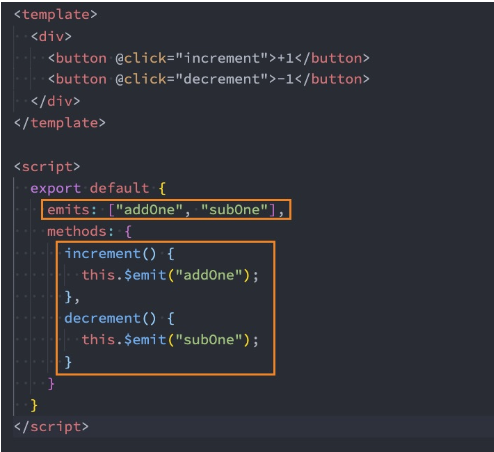 <template>
  <div>
    <button @click="increment">+1</button>
    <button @click="decrement">-1</button>
  </div>
</template>
<script>
  export default {
    emits: ["addOne", "subOne"],
    methods: {
      increment() {
        this.$emit("addOne");
      },
      decrement() {
        this.$emit("subOne");
      }
    }
  }
</script>